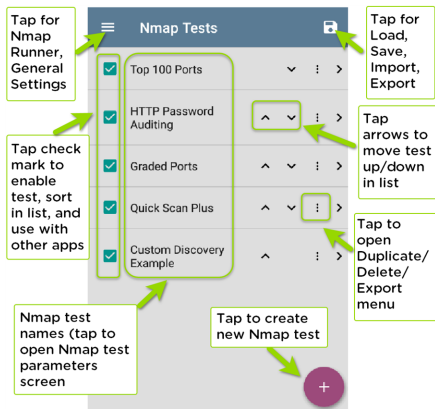 Tap for
Nmap
Runner,
General
Settings
Nmap Tests
Tap for
Load,
Save,
Import,
Export
Top 100 Ports
HTTP Password
Auditing
Graded Ports
Quick Scan Plus
Custom Discovery
Example
Tap check
mark to
enable
test, sort
in list, and
use with
other apps
Tap
arrows to
move test
up/down
in list
Tap to
open
Duplicate/
Delete/
Export
menu
Nmap test
names (tap to
open Nmap test
parameters
screen
Tap to create
new Nmap test